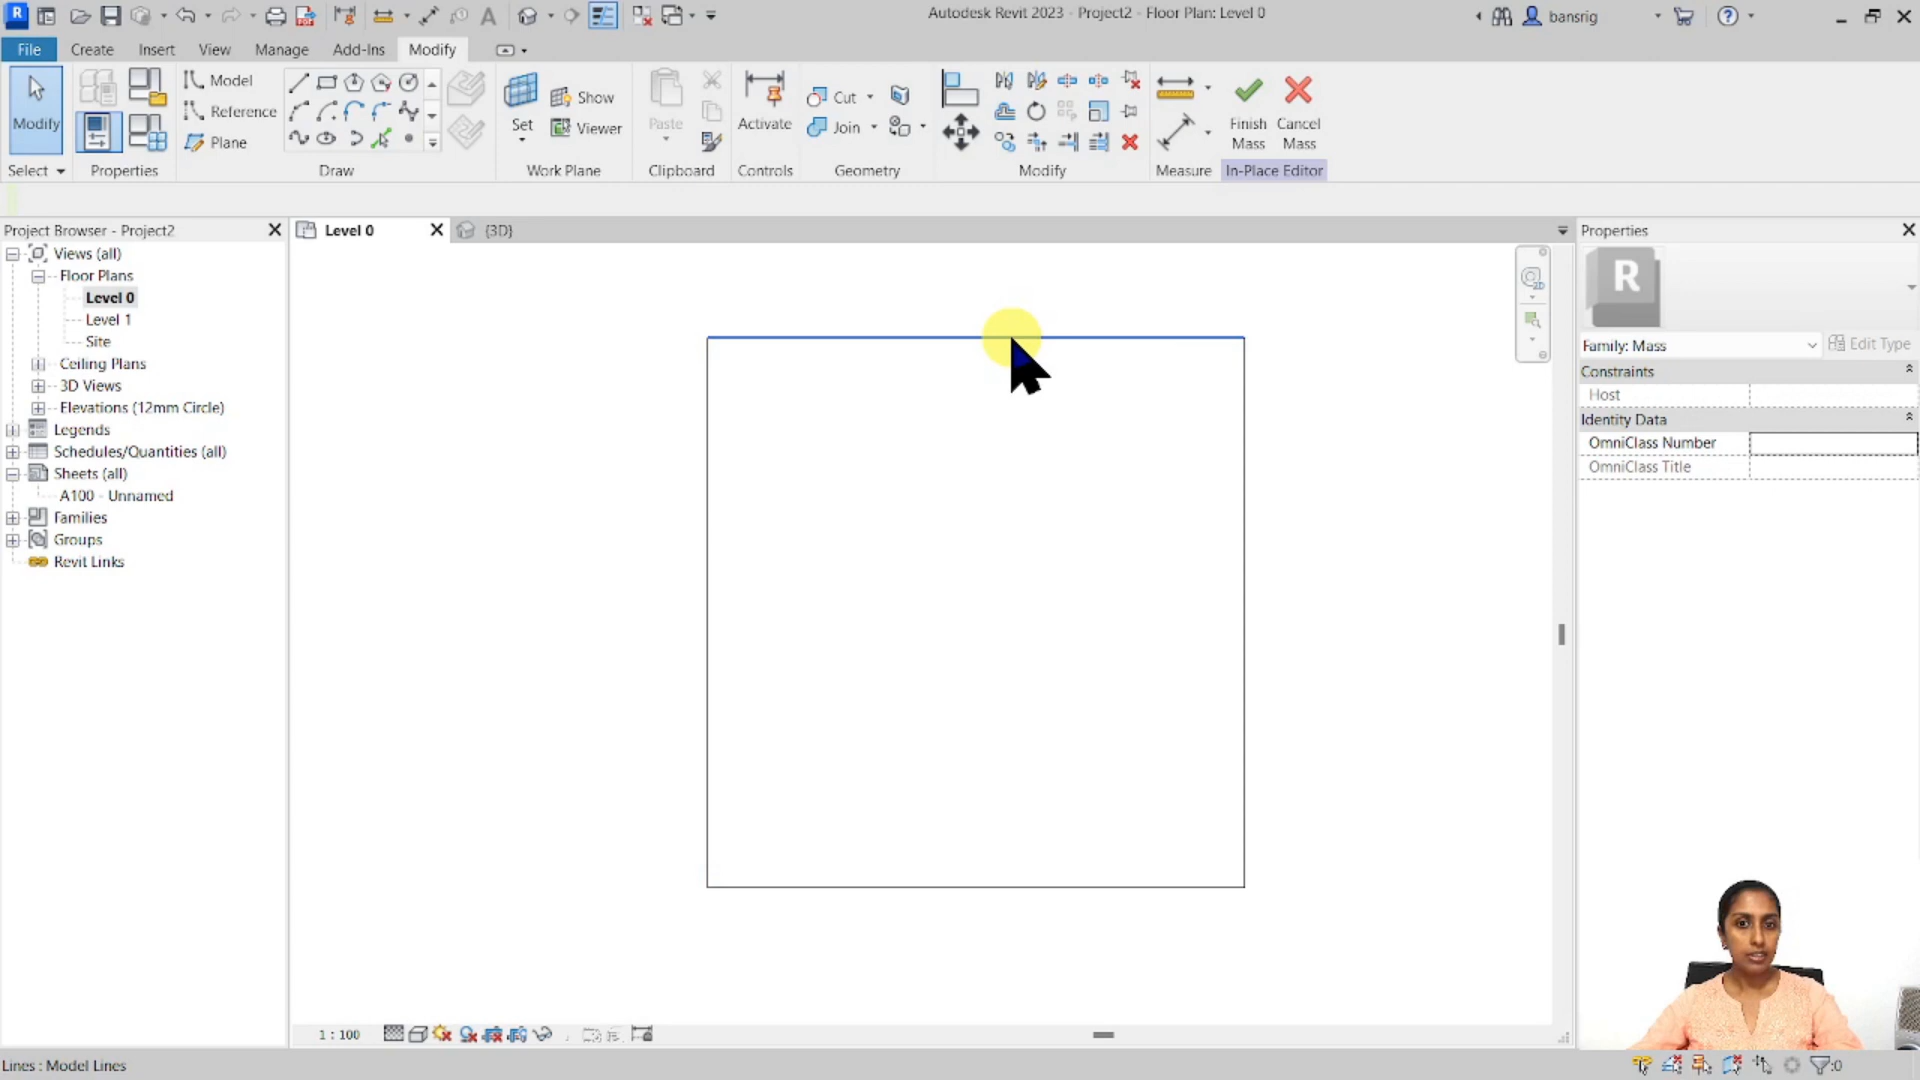 Autodesk Revit 2023 - Project2 - Floor Plan: Level 0
bansrig
File Create Insert View Manage Add-Ins Modify
Modify
Model
Reference
Plane
Set
Show
Viewer
Paste
Activate
Cut
Join
Finish Mass
Cancel Mass
Select Properties Draw Work Plane Clipboard Controls Geometry Modify Measure In-Place Editor
Project Browser - Project2
Views (all)
Floor Plans
Level 0
Level 1
Site
Ceiling Plans
3D Views
Elevations (12mm Circle)
Legends
Schedules/Quantities (all)
Sheets (all)
A100 - Unnamed
Families
Groups
Revit Links
Level 0
{3D}
Properties
R
Family: Mass
Edit Type
Constraints
Host
Identity Data
OmniClass Number
OmniClass Title
1 : 100
Lines : Model Lines
:0